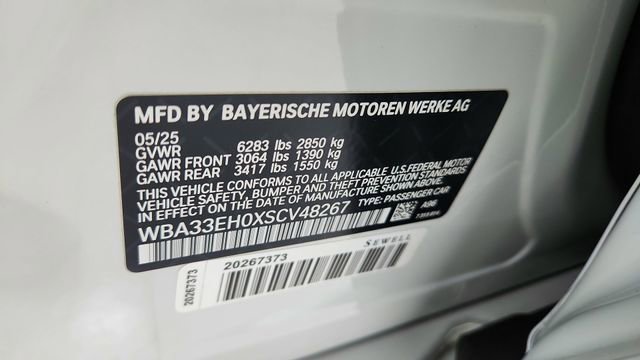 MFD BY BAYERISCHE MOTOREN WERKE AG
05/25
GVWR 6283 lbs 2850 kg
GAWR FRONT 3064 lbs 1390 kg
GAWR REAR 3417 lbs 1550 kg
THIS VEHICLE CONFORMS TO ALL APPLICABLE U.S.FEDERAL MOTOR
VEHICLE SAFETY, BUMPER AND THEFT PREVENTION STANDARDS
IN EFFECT ON THE DATE OF MANUFACTURE SHOWN ABOVE.
WBA33EH0XSCV48267 TYPE: PASSENGER CAR
A96
SEWELL
20267373
20267373